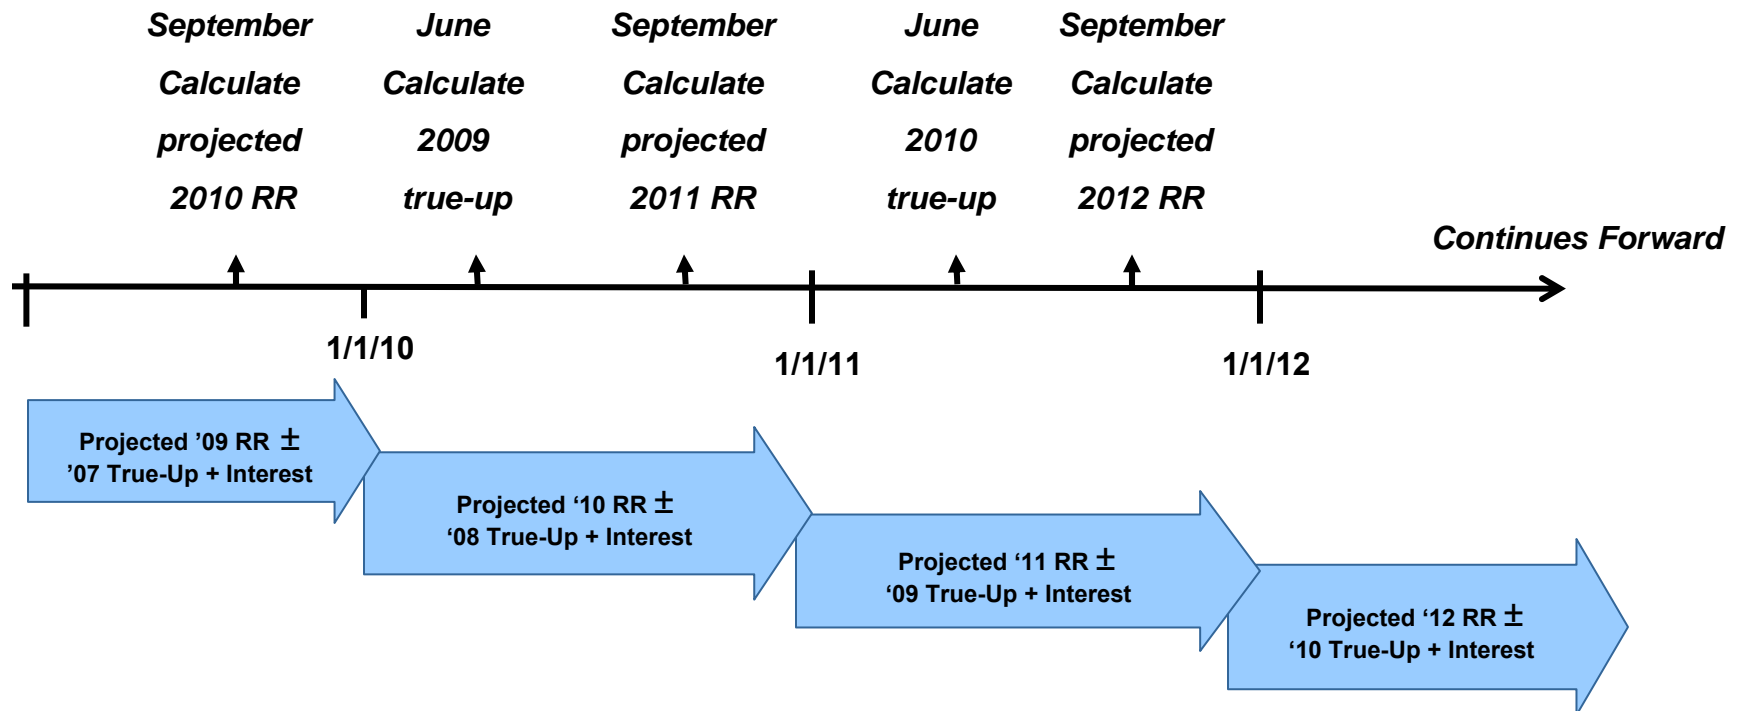 September
Calculate
projected
2010 RR
June
Calculate
2009
true-up
September
Calculate
projected
2011 RR
June
Calculate
2010
true-up
September
Calculate
projected
2012 RR
Continues Forward
1/1/10
1/1/11
1/1/12
Projected ’09 RR ±
’07 True-Up + Interest
Projected ‘10 RR ±
‘08 True-Up + Interest
Projected ‘11 RR ±
‘09 True-Up + Interest
Projected ‘12 RR ±
‘10 True-Up + Interest